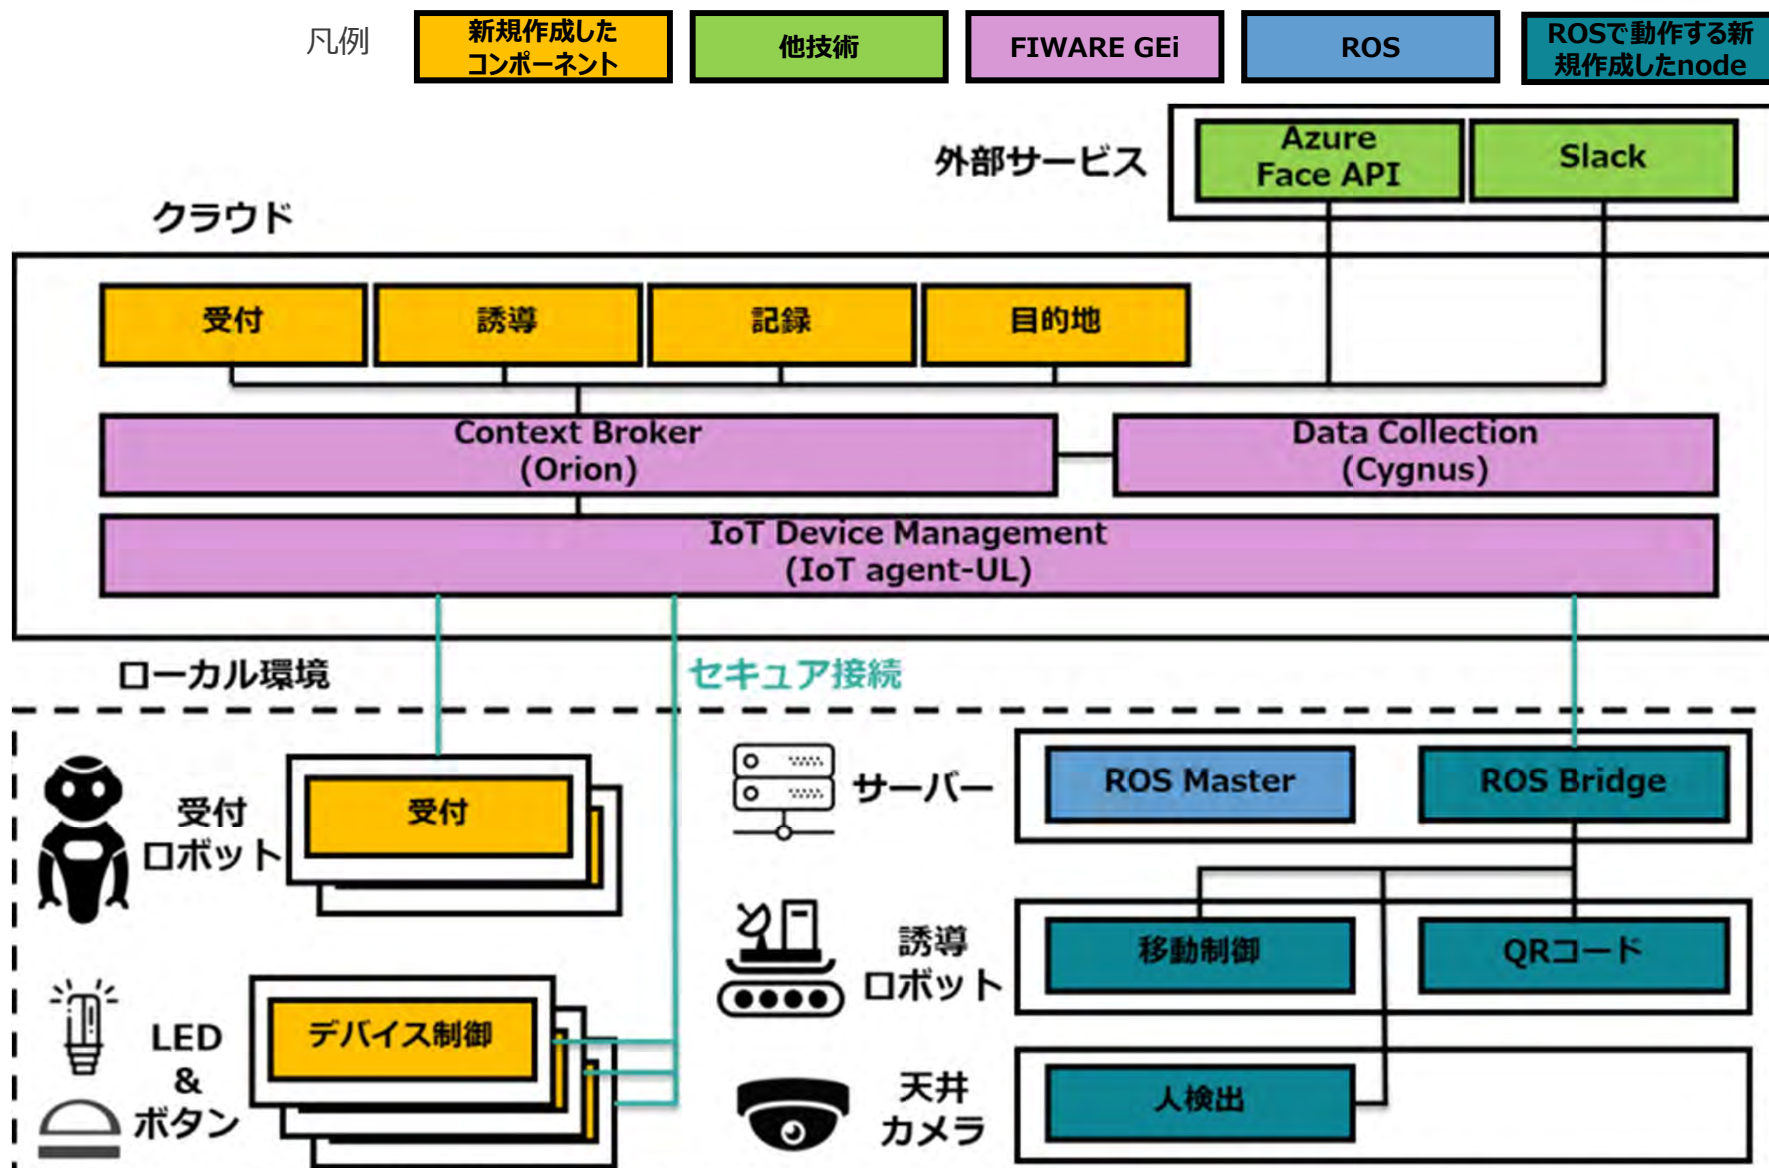 凡例
新規作成した
コンポーネント
他技術
FIWARE GEi
ROS
ROSで動作する新
規作成したnode
外部サービス
Azure
Face API
Slack
クラウド
受付
誘導
記録
目的地
Context Broker
(Orion)
Data Collection
(Cygnus)
IoT Device Management
(IoT agent-UL)
ローカル環境
セキュア接続
受付
ロボット
受付
サーバー
ROS Master
ROS Bridge
誘導
ロボット
移動制御
QRコード
LED
&
ボタン
デバイス制御
天井
カメラ
人検出